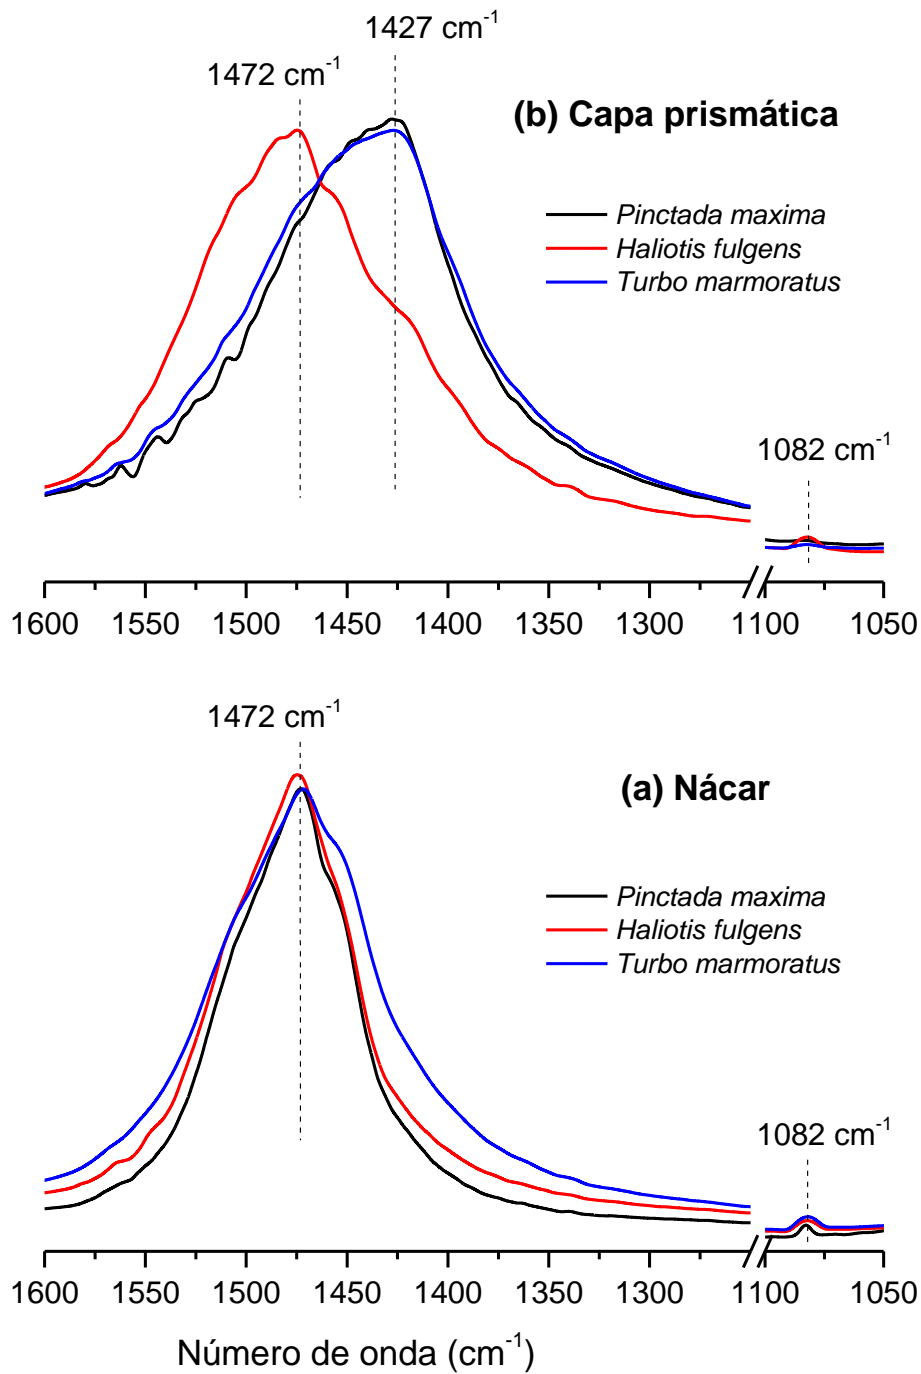 1427 cm-1
1472 cm-1
(b) Capa prismática
Pinctada maxima
Haliotis fulgens
Turbo marmoratus
1082 cm-1
1600 1550 1500 1450 1400 1350 1300 1100 1050
1472 cm-1
(a) Nácar
Pinctada maxima
Haliotis fulgens
Turbo marmoratus
1082 cm-1
1600 1550 1500 1450 1400 1350 1300 1100 1050
Número de onda (cm-1)